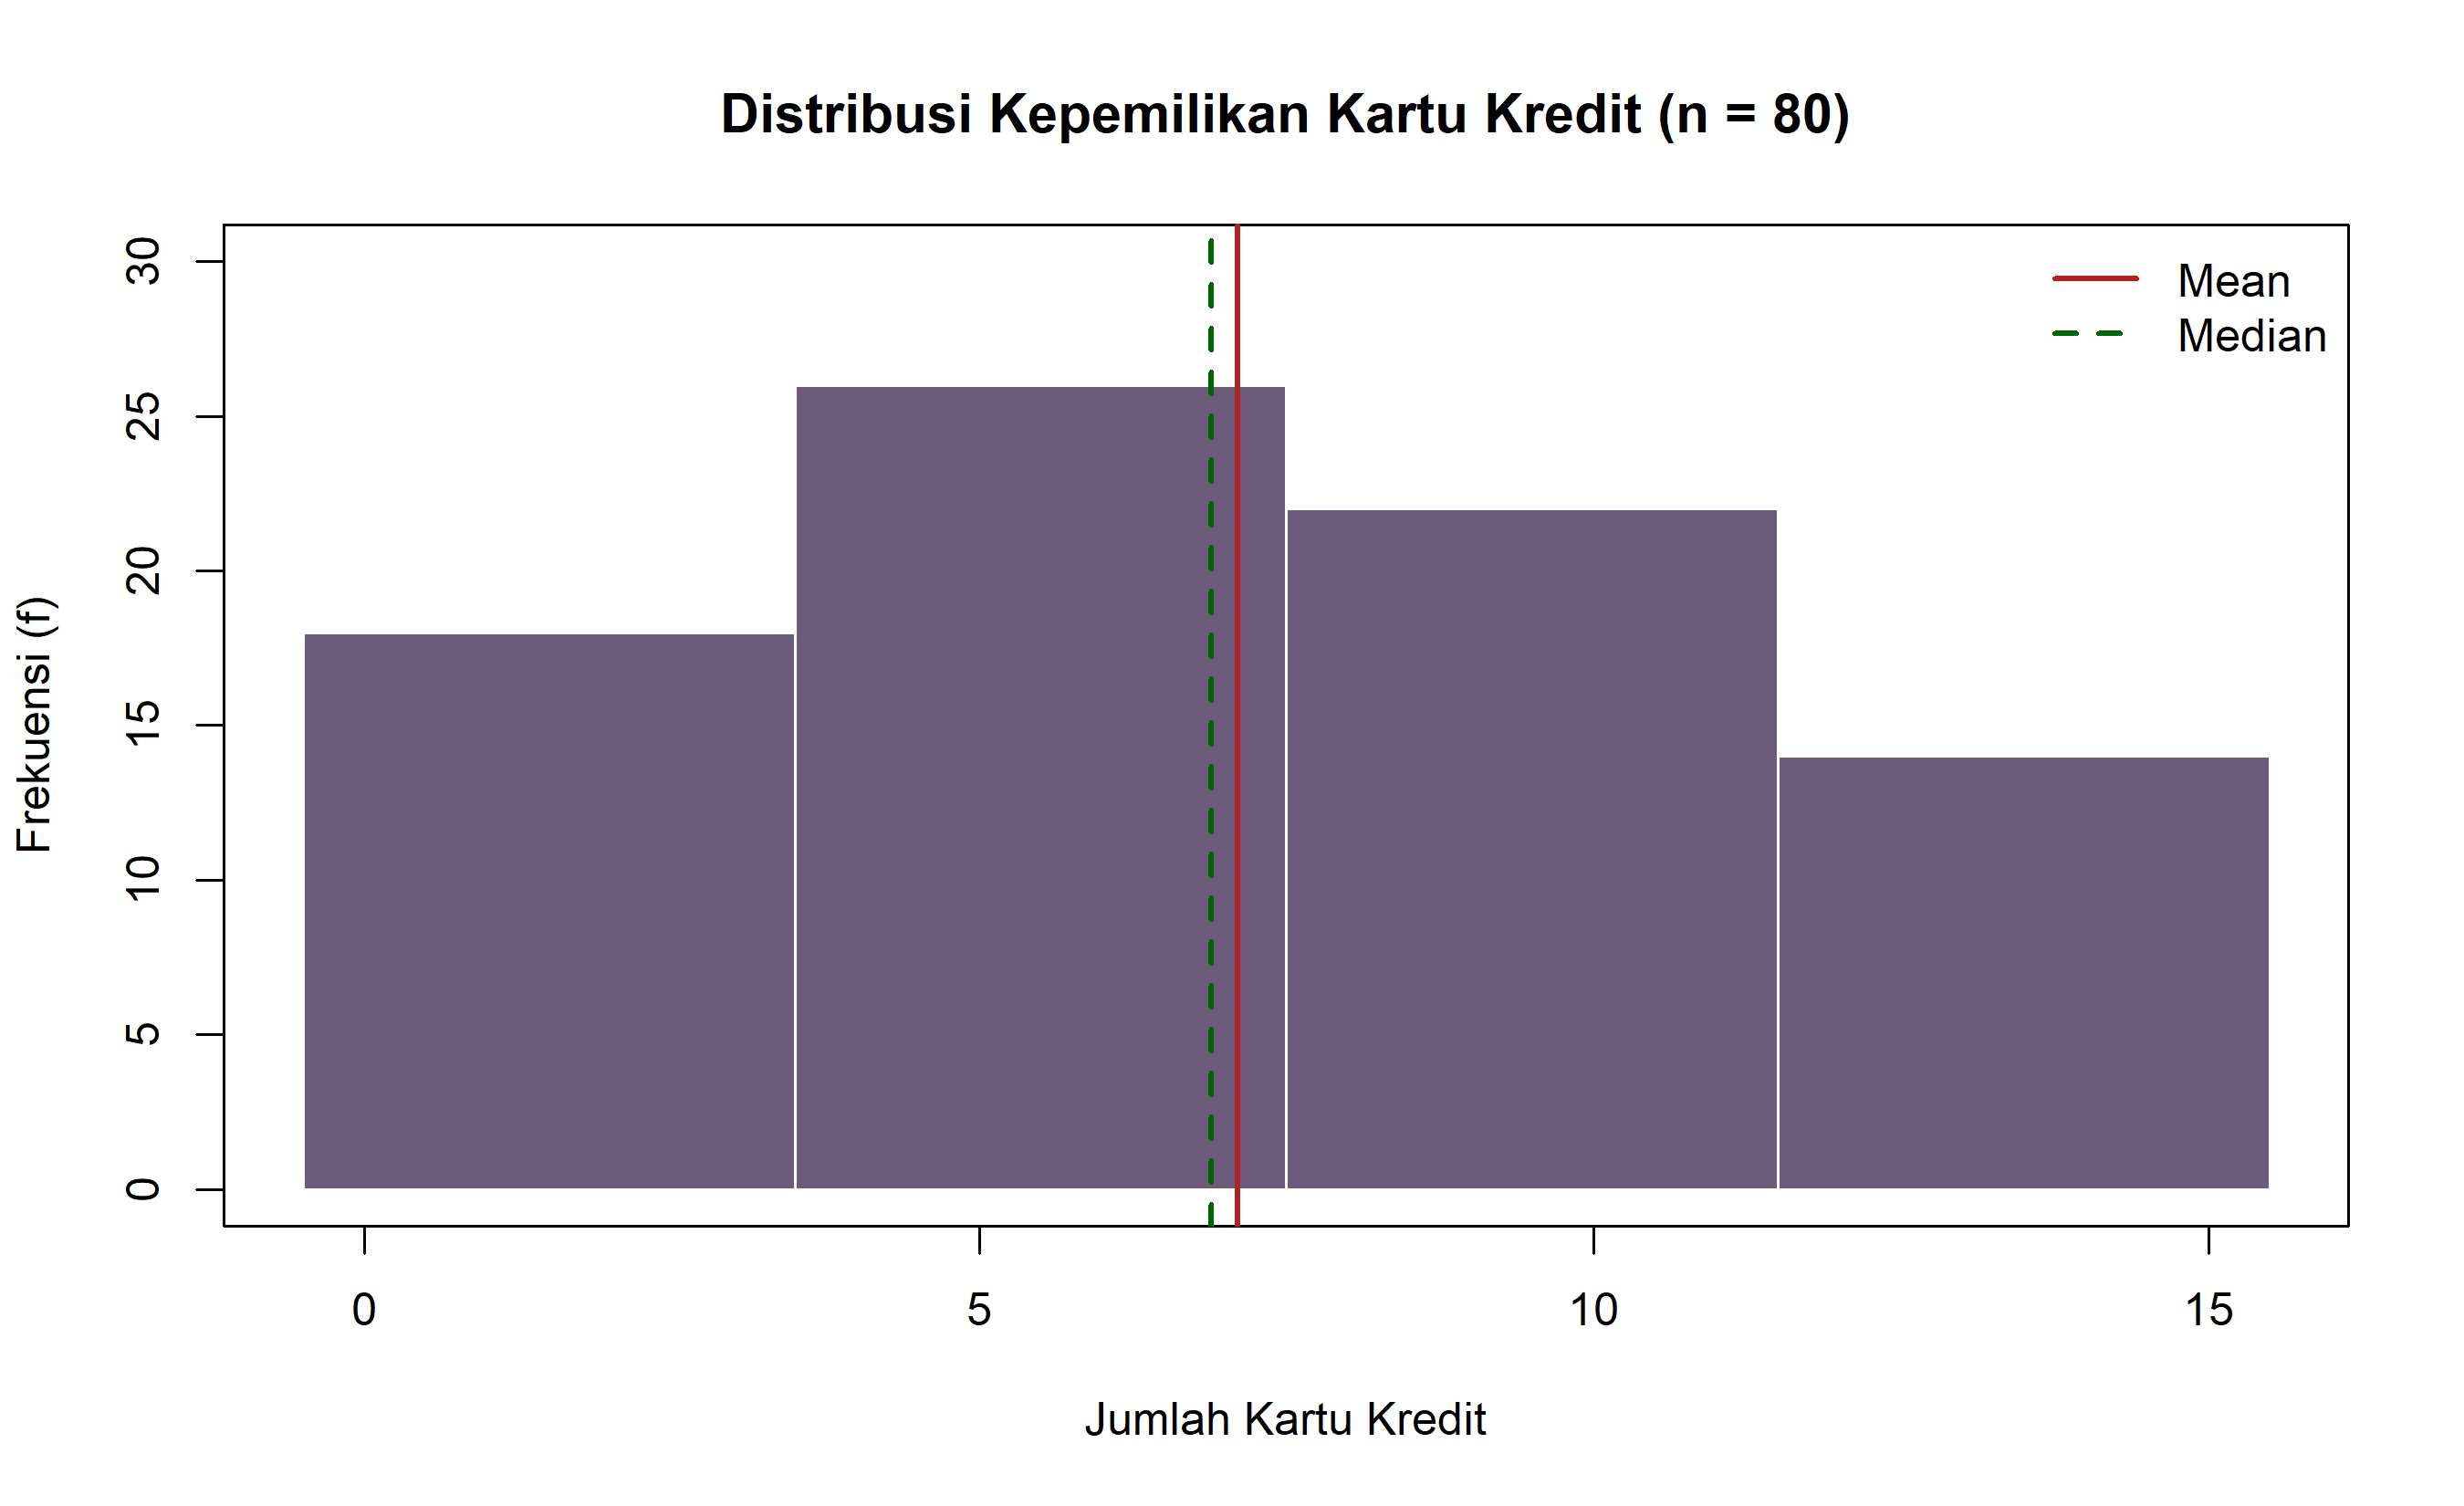 Distribusi Kepemilikan Kartu Kredit (n = 80)
Mean
Median
Frekuensi (f)
30
25
20
15
10
5
0
0 5 10 15
Jumlah Kartu Kredit